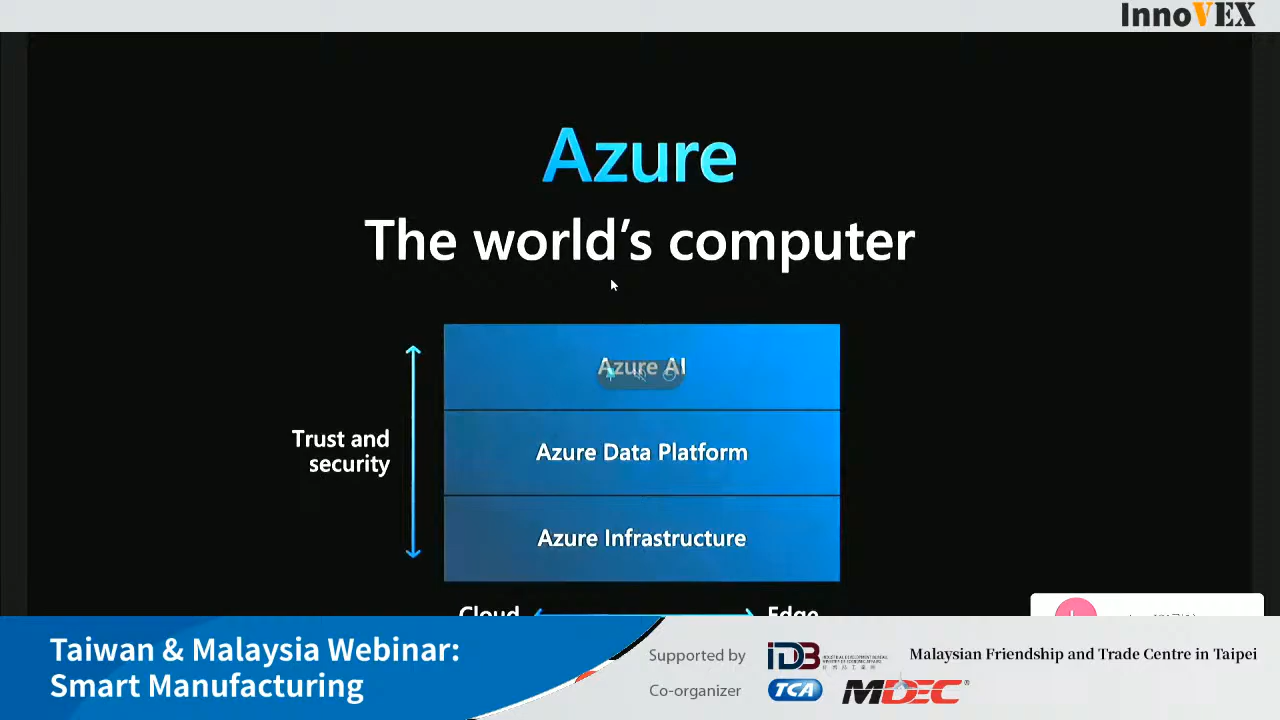 InnoVEX
Azure
The world's computer
Azure AI
Trust and
security
Azure Data Platform
Azure Infrastructure
Cloud
Edge
Taiwan & Malaysia Webinar:
Smart Manufacturing
Supported by
IDB
Malaysian Friendship and Trade Centre in Taipei
Co-organizer
TCA
MDEC®